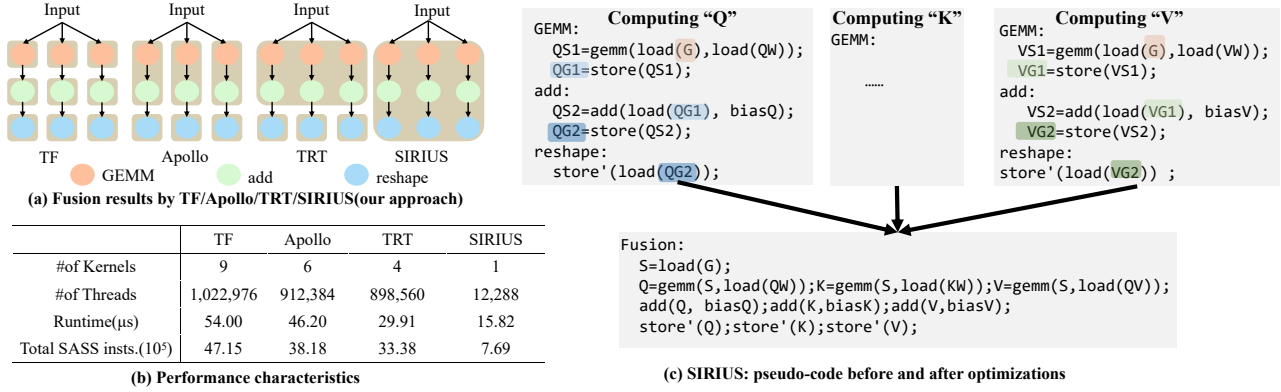 Input Input Input Input
TF Apollo TRT SIRIUS
GEMM add reshape
(a) Fusion results by TF/Apollo/TRT/SIRIUS(our approach)
TF Apollo TRT SIRIUS
#of Kernels 9 6 4 1
#of Threads 1,022,976 912,384 898,560 12,288
Runtime(μs) 54.00 46.20 29.91 15.82
Total SASS insts.(10⁵) 47.15 38.18 33.38 7.69
(b) Performance characteristics
Computing “Q”
GEMM:
QS1=gemm(load(G),load(QW));
QG1=store(QS1);
add:
QS2=add(load(QG1), biasQ);
QG2=store(QS2);
reshape:
store'(load(QG2));
Computing “K”
GEMM:
……
Computing “V”
GEMM:
VS1=gemm(load(G),load(VW));
VG1=store(VS1);
add:
VS2=add(load(VG1), biasV);
VG2=store(VS2);
reshape:
store'(load(VG2)) ;
Fusion:
S=load(G);
Q=gemm(S,load(QW));K=gemm(S,load(KW));V=gemm(S,load(QV));
add(Q, biasQ);add(K,biasK);add(V,biasV);
store'(Q);store'(K);store'(V);
(c) SIRIUS: pseudo-code before and after optimizations